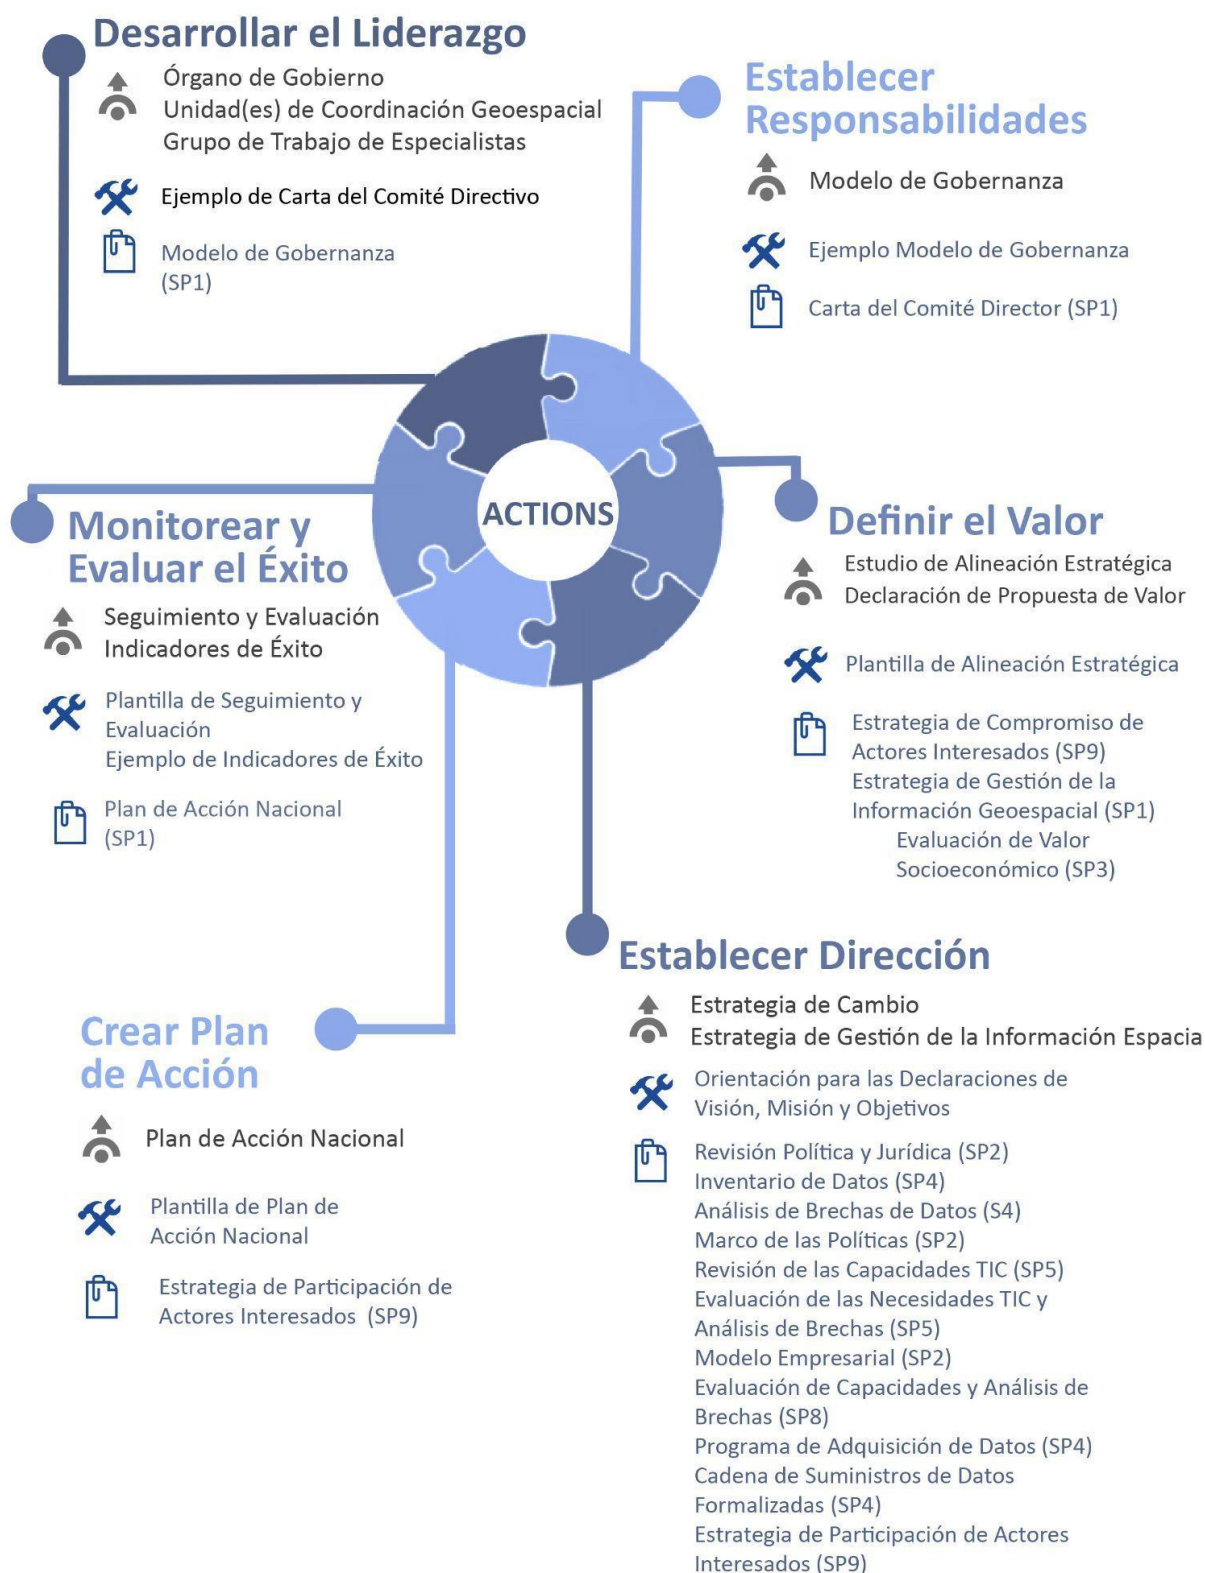 Desarrollar el Liderazgo
Órgano de Gobierno
Unidad(es) de Coordinación Geoespacial
Grupo de Trabajo de Especialistas
Ejemplo de Carta del Comité Directivo
Modelo de Gobernanza
(SP1)
Establecer
Responsabilidades
Modelo de Gobernanza
Ejemplo Modelo de Gobernanza
Carta del Comité Director (SP1)
ACTIONS
Monitorear y
Evaluar el Éxito
Seguimiento y Evaluación
Indicadores de Éxito
Plantilla de Seguimiento y
Evaluación
Ejemplo de Indicadores de Éxito
Plan de Acción Nacional
(SP1)
Definir el Valor
Estudio de Alineación Estratégica
Declaración de Propuesta de Valor
Plantilla de Alineación Estratégica
Estrategia de Compromiso de
Actores Interesados (SP9)
Estrategia de Gestión de la
Información Geoespacial (SP1)
Evaluación de Valor
Socioeconómico (SP3)
Crear Plan
de Acción
Plan de Acción Nacional
Plantilla de Plan de
Acción Nacional
Estrategia de Participación de
Actores Interesados (SP9)
Establecer Dirección
Estrategia de Cambio
Estrategia de Gestión de la Información Espacia
Orientación para las Declaraciones de
Visión, Misión y Objetivos
Revisión Política y Jurídica (SP2)
Inventario de Datos (SP4)
Análisis de Brechas de Datos (S4)
Marco de las Políticas (SP2)
Revisión de las Capacidades TIC (SP5)
Evaluación de las Necesidades TIC y
Análisis de Brechas (SP5)
Modelo Empresarial (SP2)
Evaluación de Capacidades y Análisis de
Brechas (SP8)
Programa de Adquisición de Datos (SP4)
Cadena de Suministros de Datos
Formalizadas (SP4)
Estrategia de Participación de Actores
Interesados (SP9)